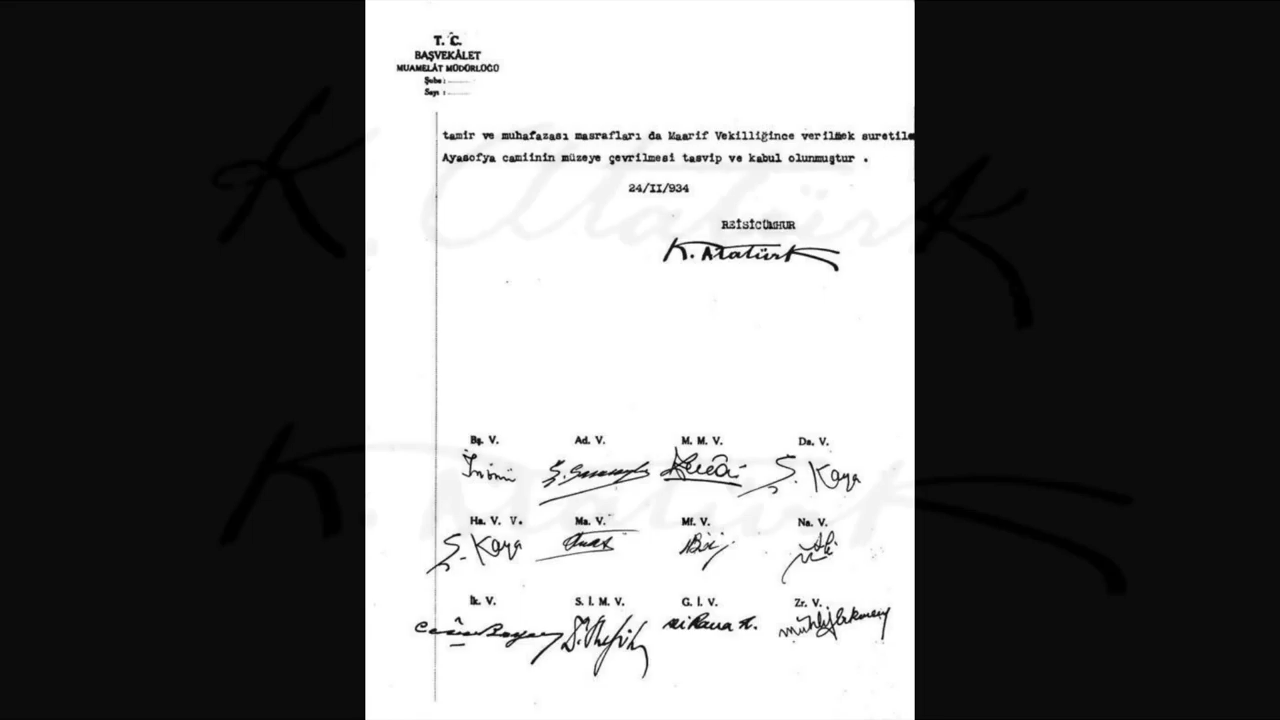 T. C.
BAŞVEKÂLET
MUAMELÂT MÜDÜRLÜĞÜ
Şube :
Sayı :
tamir ve muhafazası masrafları da Maarif Vekilliğince verilmek suretile
Ayasofya camiinin müzeye çevrilmesi tasvip ve kabul olunmuştur .
24/II/934
REİSİCÜMHUR
K. Atatürk
Bş. V. Ad. V. M. M. V. Da. V.
İnönü Ş. Kaya
Ha. V. V. Ma. V. Mf. V. Na. V.
Ş. Kaya
İk. V. S. İ. M. V. G. İ. V. Zr. V.